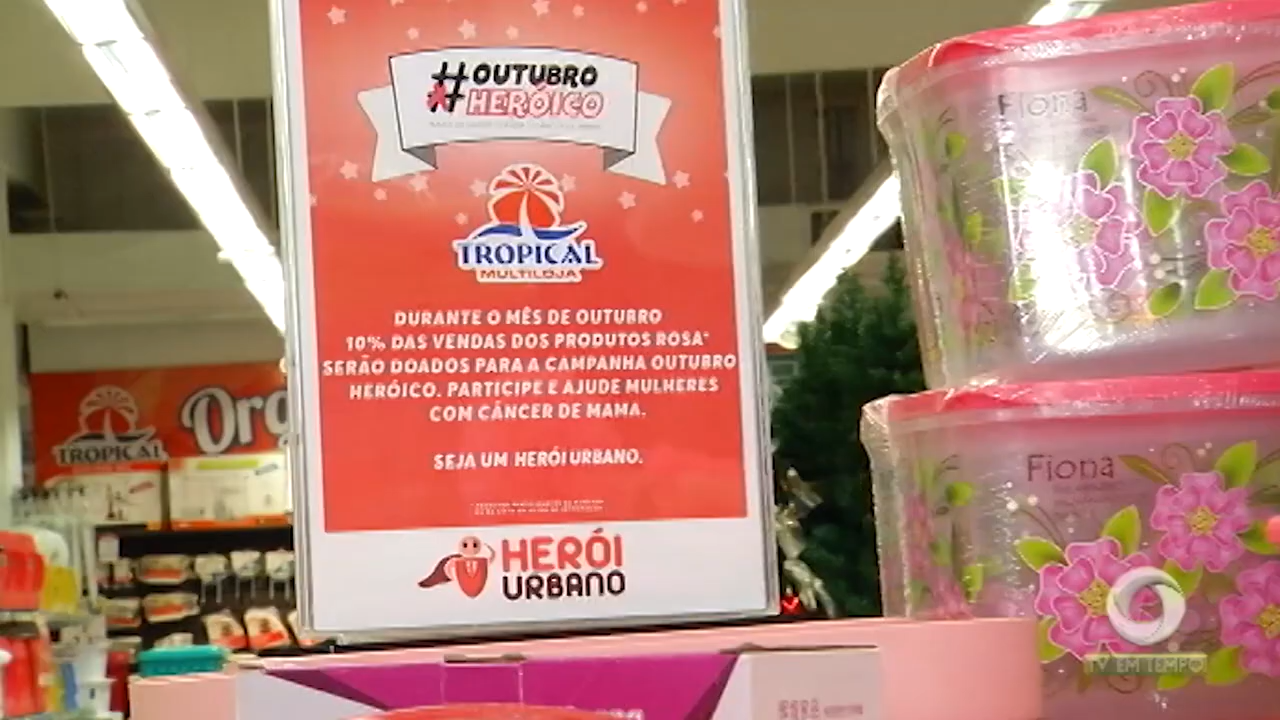 #OUTUBRO
HERÓICO
TROPICAL
MULTILOJA
DURANTE O MÊS DE OUTUBRO
10% DAS VENDAS DOS PRODUTOS ROSA*
SERÃO DOADOS PARA A CAMPANHA OUTUBRO
HERÓICO. PARTICIPE E AJUDE MULHERES
COM CÂNCER DE MAMA.
SEJA UM HERÓI URBANO.
HERÓI
URBANO
TROPICAL
Org
Fiona
Fiona
TV EM TEMPO